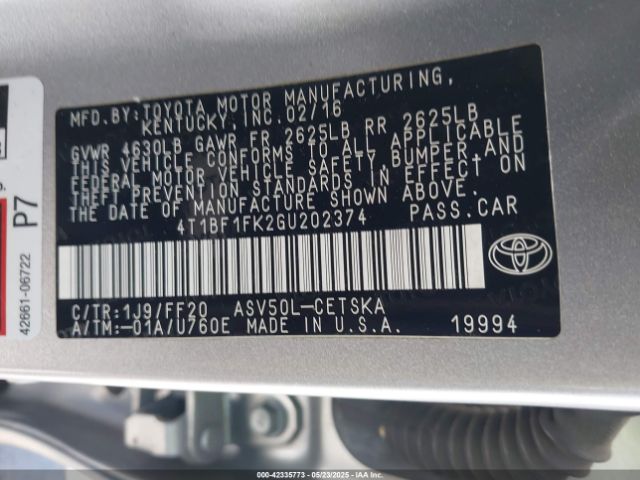 MFD.BY:TOYOTA MOTOR MANUFACTURING,
KENTUCKY,INC.02/16
GVWR 4630LB GAWR FR 2625LB RR 2625LB
THIS VEHICLE CONFORMS TO ALL APPLICABLE
FEDERAL MOTOR VEHICLE SAFETY, BUMPER,AND
THEFT PREVENTION STANDARDS IN EFFECT ON
THE DATE OF MANUFACTURE SHOWN ABOVE.
4T1BF1FK2GU202374 PASS.CAR
C/TR:1J9/FF20 ASV50L-CETSKA
A/TM:-01A/U760E MADE IN U.S.A. 19994
P7
42661-06722
000-42335773 - 05/23/2025 - IAAI.COM